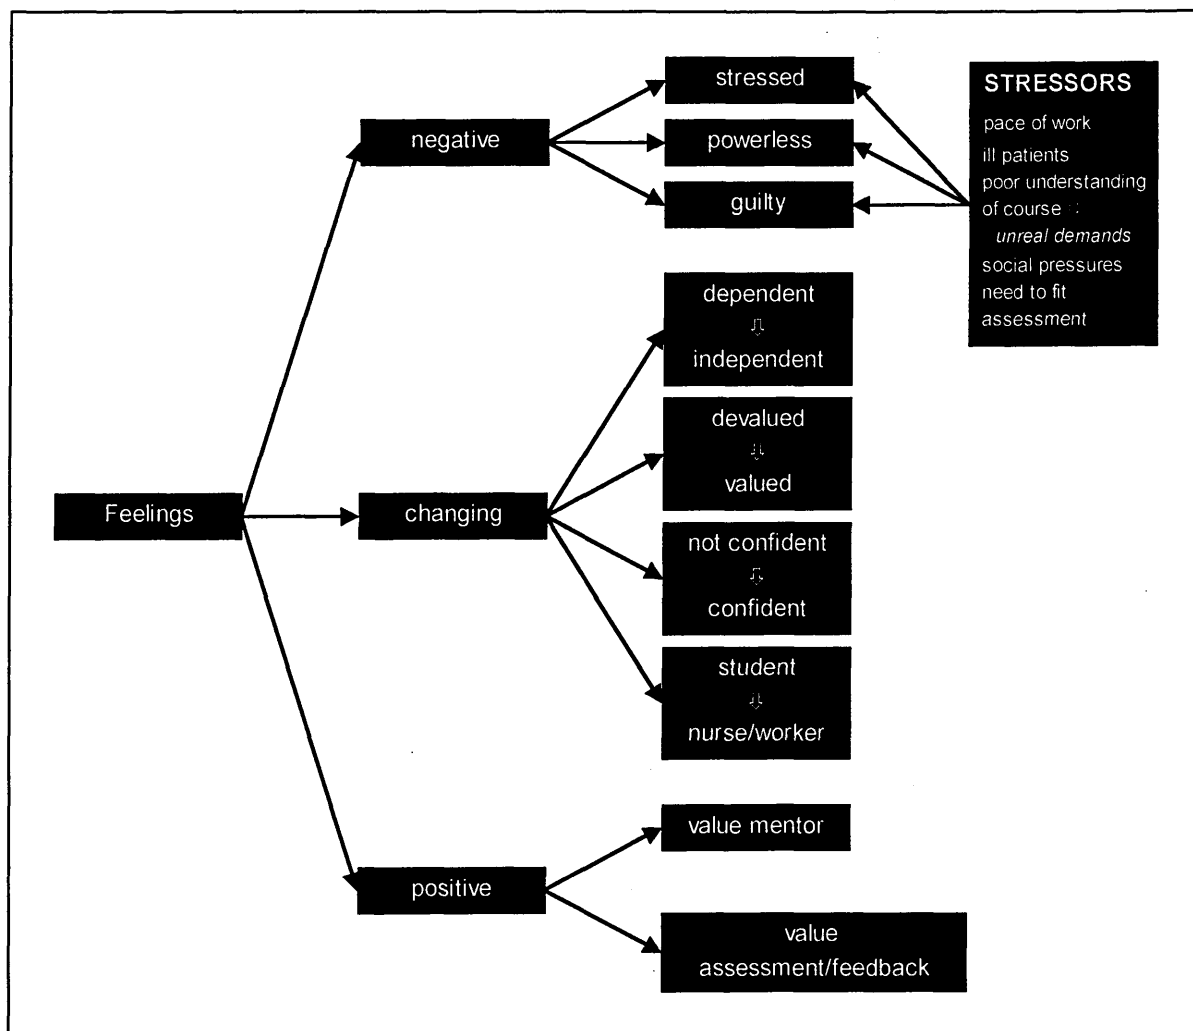 stressed
powerless
guilty
negative
STRESSORS
pace of work
ill patients
poor understanding
of course :
unreal demands
social pressures
need to fit
assessment
dependent
⇩
independent
devalued
⇩
valued
Feelings
changing
not confident
⇩
confident
student
⇩
nurse/worker
value mentor
positive
value
assessment/feedback